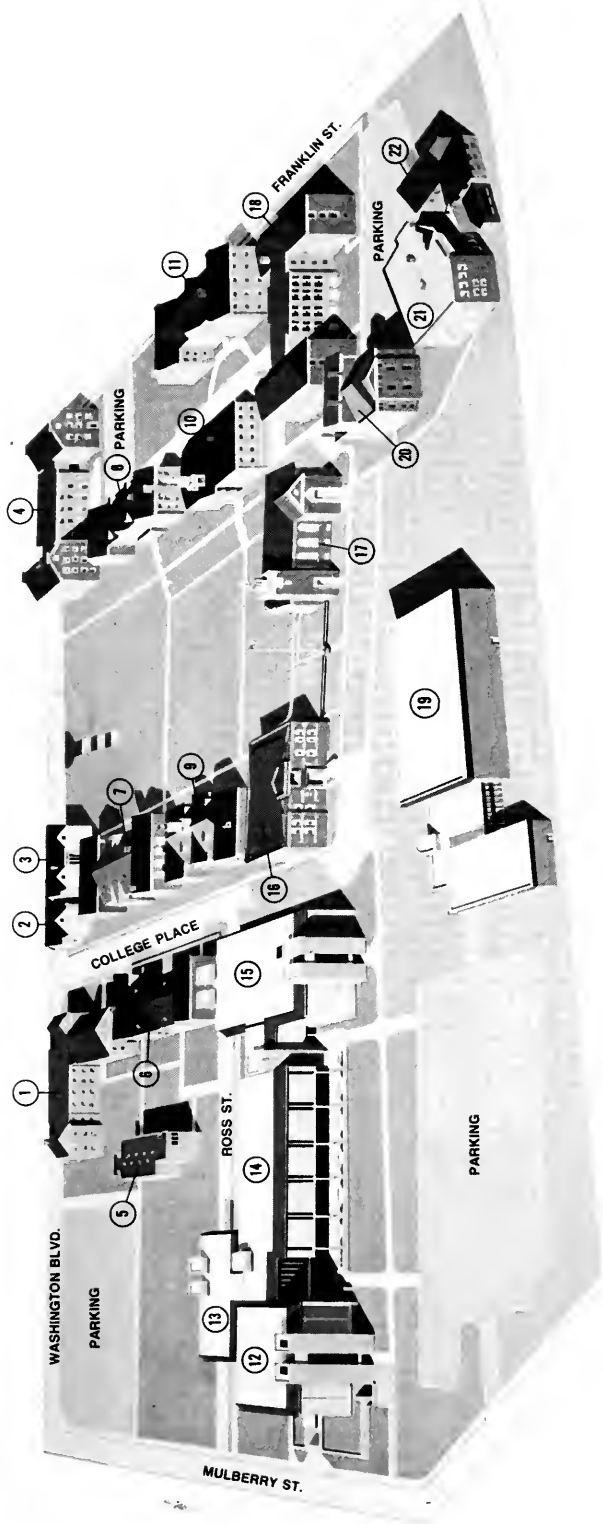 WASHINGTON BLVD.
PARKING
MULBERRY ST.
ROSS ST.
COLLEGE PLACE
PARKING
FRANKLIN ST.
PARKING
PARKING
1
2
3
4
5
6
7
8
9
10
11
12
13
14
15
16
17
18
19
20
21
22